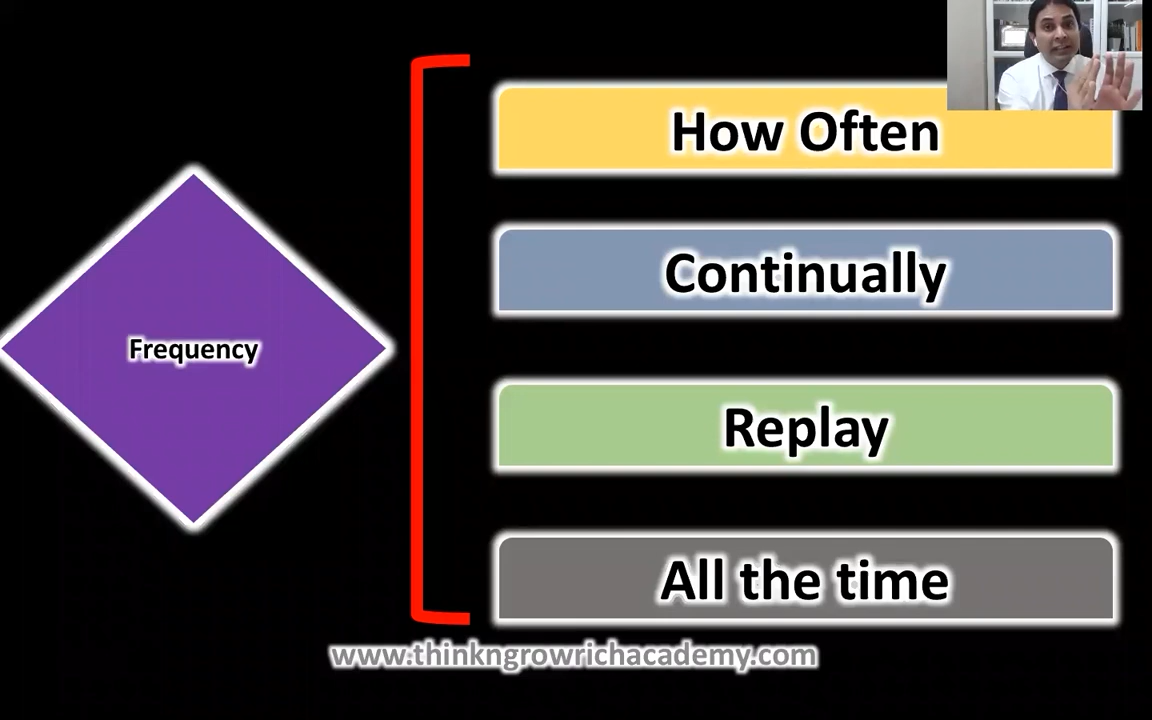 How Often
Continually
Frequency
Replay
All the time
www.thinkngrowrichacademy.com